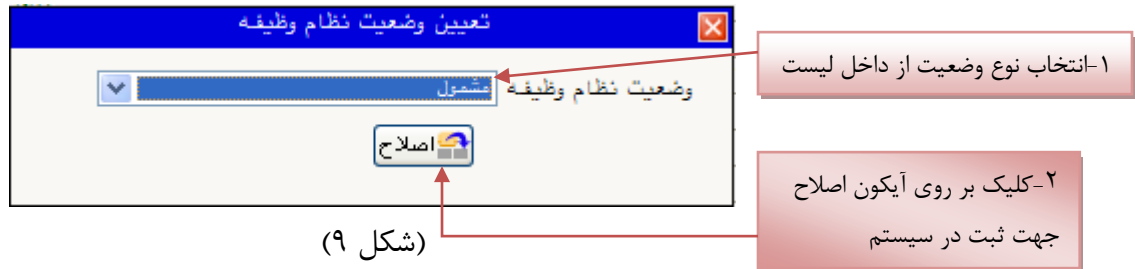 تعیین وضعیت نظام وظیفه
وضعیت نظام وظیفه
مشمول
اصلاح
۱-انتخاب نوع وضعیت از داخل لیست
۲-کلیک بر روی آیکون اصلاح
جهت ثبت در سیستم
(شکل ۹)